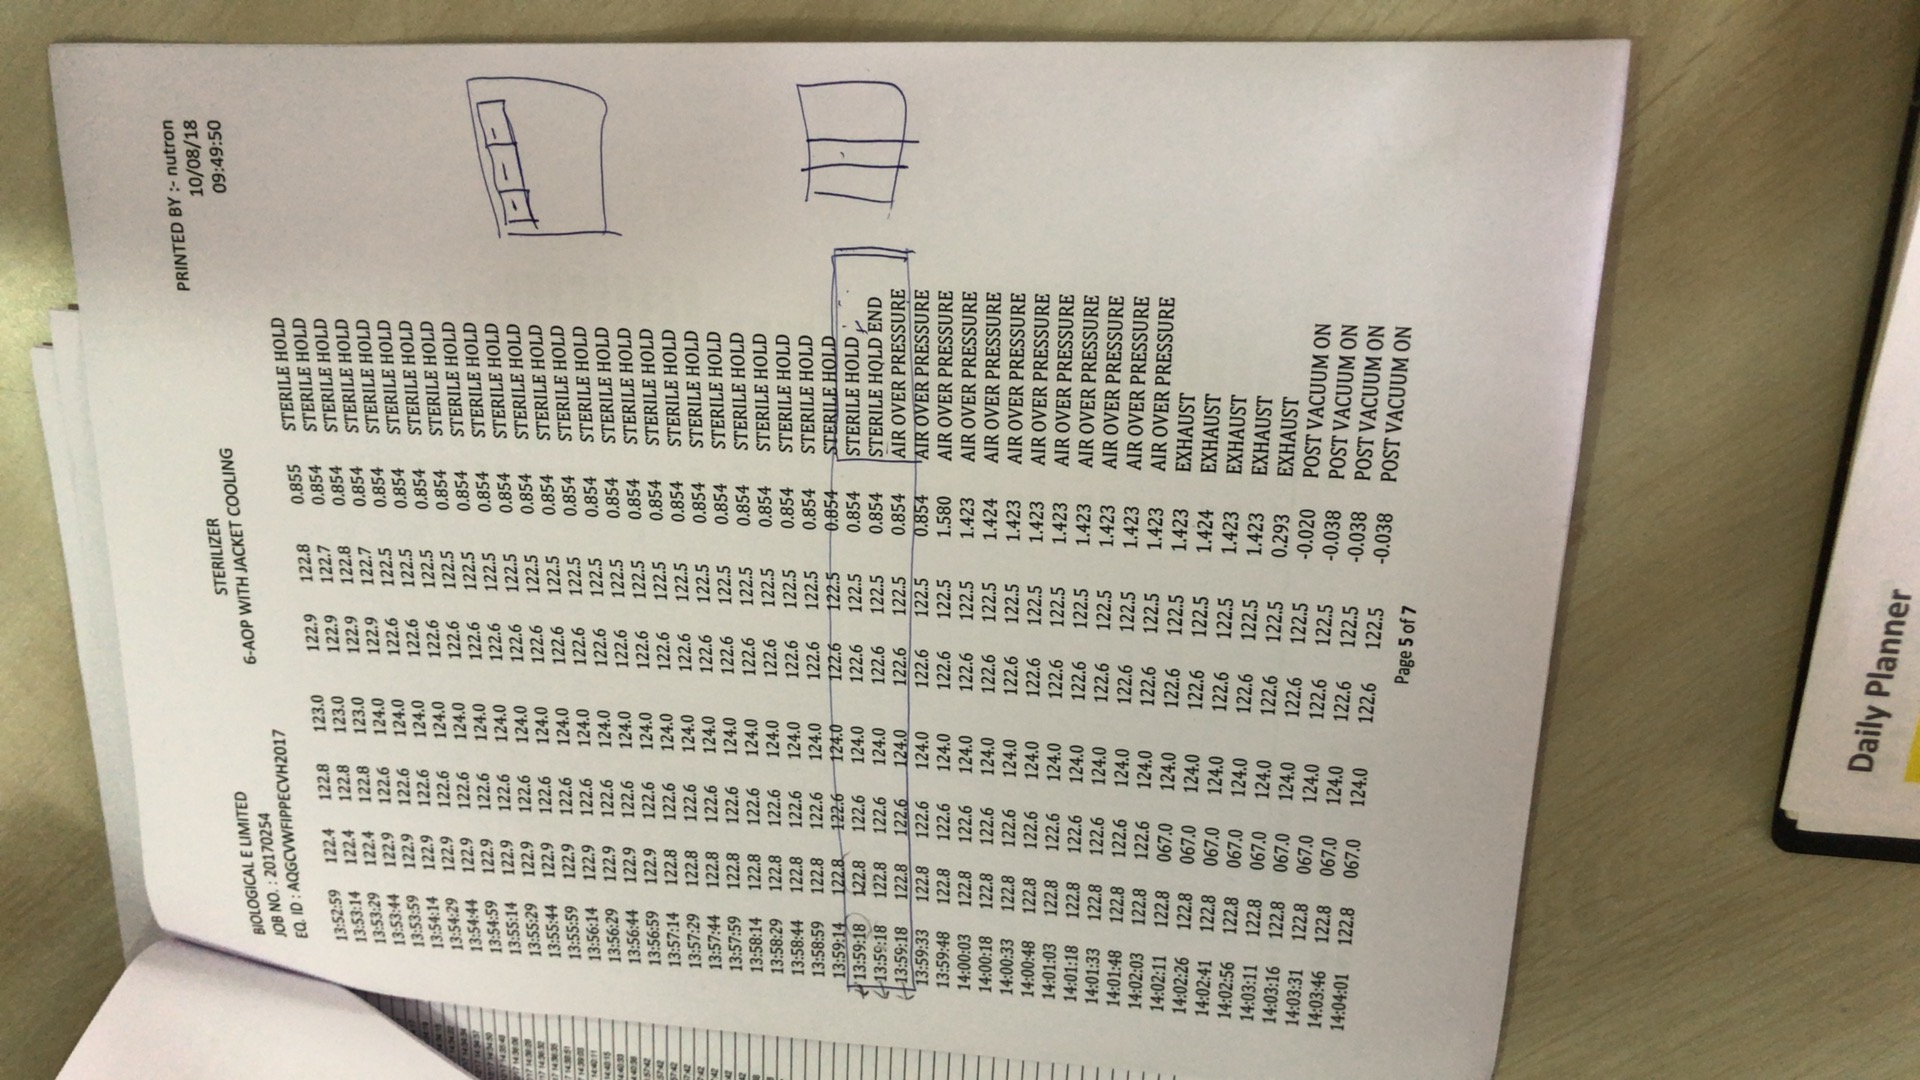 PRINTED BY :- nutron
10/08/18
09:49:50
STERILIZER
6-AOP WITH JACKET COOLING
BIOLOGICAL E LIMITED
JOB NO. : 20170254
EQ. ID : AQGCVWFIPPECVH2017
13:52:59 122.4 122.8 123.0 122.9 122.8 0.855 STERILE HOLD
13:53:14 122.4 122.8 123.0 122.9 122.7 0.854 STERILE HOLD
13:53:29 122.4 122.8 123.0 122.9 122.8 0.854 STERILE HOLD
13:53:44 122.9 122.6 124.0 122.9 122.7 0.854 STERILE HOLD
13:53:59 122.9 122.6 124.0 122.6 122.5 0.854 STERILE HOLD
13:54:14 122.9 122.6 124.0 122.6 122.5 0.854 STERILE HOLD
13:54:29 122.9 122.6 124.0 122.6 122.5 0.854 STERILE HOLD
13:54:44 122.9 122.6 124.0 122.6 122.5 0.854 STERILE HOLD
13:54:59 122.9 122.6 124.0 122.6 122.5 0.854 STERILE HOLD
13:55:14 122.9 122.6 124.0 122.6 122.5 0.854 STERILE HOLD
13:55:29 122.9 122.6 124.0 122.6 122.5 0.854 STERILE HOLD
13:55:44 122.9 122.6 124.0 122.6 122.5 0.854 STERILE HOLD
13:55:59 122.9 122.6 124.0 122.6 122.5 0.854 STERILE HOLD
13:56:14 122.9 122.6 124.0 122.6 122.5 0.854 STERILE HOLD
13:56:29 122.9 122.6 124.0 122.6 122.5 0.854 STERILE HOLD
13:56:44 122.9 122.6 124.0 122.6 122.5 0.854 STERILE HOLD
13:56:59 122.9 122.6 124.0 122.6 122.5 0.854 STERILE HOLD
13:57:14 122.8 122.6 124.0 122.6 122.5 0.854 STERILE HOLD
13:57:29 122.8 122.6 124.0 122.6 122.5 0.854 STERILE HOLD
13:57:44 122.8 122.6 124.0 122.6 122.5 0.854 STERILE HOLD
13:57:59 122.8 122.6 124.0 122.6 122.5 0.854 STERILE HOLD
13:58:14 122.8 122.6 124.0 122.6 122.5 0.854 STERILE HOLD
13:58:29 122.8 122.6 124.0 122.6 122.5 0.854 STERILE HOLD
13:58:44 122.8 122.6 124.0 122.6 122.5 0.854 STERILE HOLD
13:58:59 122.8 122.6 124.0 122.6 122.5 0.854 STERILE HOLD
13:59:14 122.8 122.6 124.0 122.6 122.5 0.854 STERILE HOLD
13:59:18 122.8 122.6 124.0 122.6 122.5 0.854 STERILE HOLD
13:59:18 122.8 122.6 124.0 122.6 122.5 0.854 STERILE HOLD END
13:59:18 122.8 122.6 124.0 122.6 122.5 0.854 AIR OVER PRESSURE
13:59:33 122.8 122.6 124.0 122.6 122.5 0.854 AIR OVER PRESSURE
13:59:48 122.8 122.6 124.0 122.6 122.5 1.580 AIR OVER PRESSURE
14:00:03 122.8 122.6 124.0 122.6 122.5 1.423 AIR OVER PRESSURE
14:00:18 122.8 122.6 124.0 122.6 122.5 1.424 AIR OVER PRESSURE
14:00:33 122.8 122.6 124.0 122.6 122.5 1.423 AIR OVER PRESSURE
14:00:48 122.8 122.6 124.0 122.6 122.5 1.423 AIR OVER PRESSURE
14:01:03 122.8 122.6 124.0 122.6 122.5 1.423 AIR OVER PRESSURE
14:01:18 122.8 122.6 124.0 122.6 122.5 1.423 AIR OVER PRESSURE
14:01:33 122.8 122.6 124.0 122.6 122.5 1.423 AIR OVER PRESSURE
14:01:48 122.8 122.6 124.0 122.6 122.5 1.423 AIR OVER PRESSURE
14:02:03 122.8 122.6 124.0 122.6 122.5 1.423 AIR OVER PRESSURE
14:02:11 122.8 067.0 124.0 122.6 122.5 1.423 EXHAUST
14:02:26 122.8 067.0 124.0 122.6 122.5 1.424 EXHAUST
14:02:41 122.8 067.0 124.0 122.6 122.5 1.423 EXHAUST
14:02:56 122.8 067.0 124.0 122.6 122.5 1.423 EXHAUST
14:03:11 122.8 067.0 124.0 122.6 122.5 0.293 EXHAUST
14:03:16 122.8 067.0 124.0 122.6 122.5 -0.020 POST VACUUM ON
14:03:31 122.8 067.0 124.0 122.6 122.5 -0.038 POST VACUUM ON
14:03:46 122.8 067.0 124.0 122.6 122.5 -0.038 POST VACUUM ON
14:04:01 122.8 067.0 124.0 122.6 122.5 -0.038 POST VACUUM ON
Page 5 of 7
Daily Planner